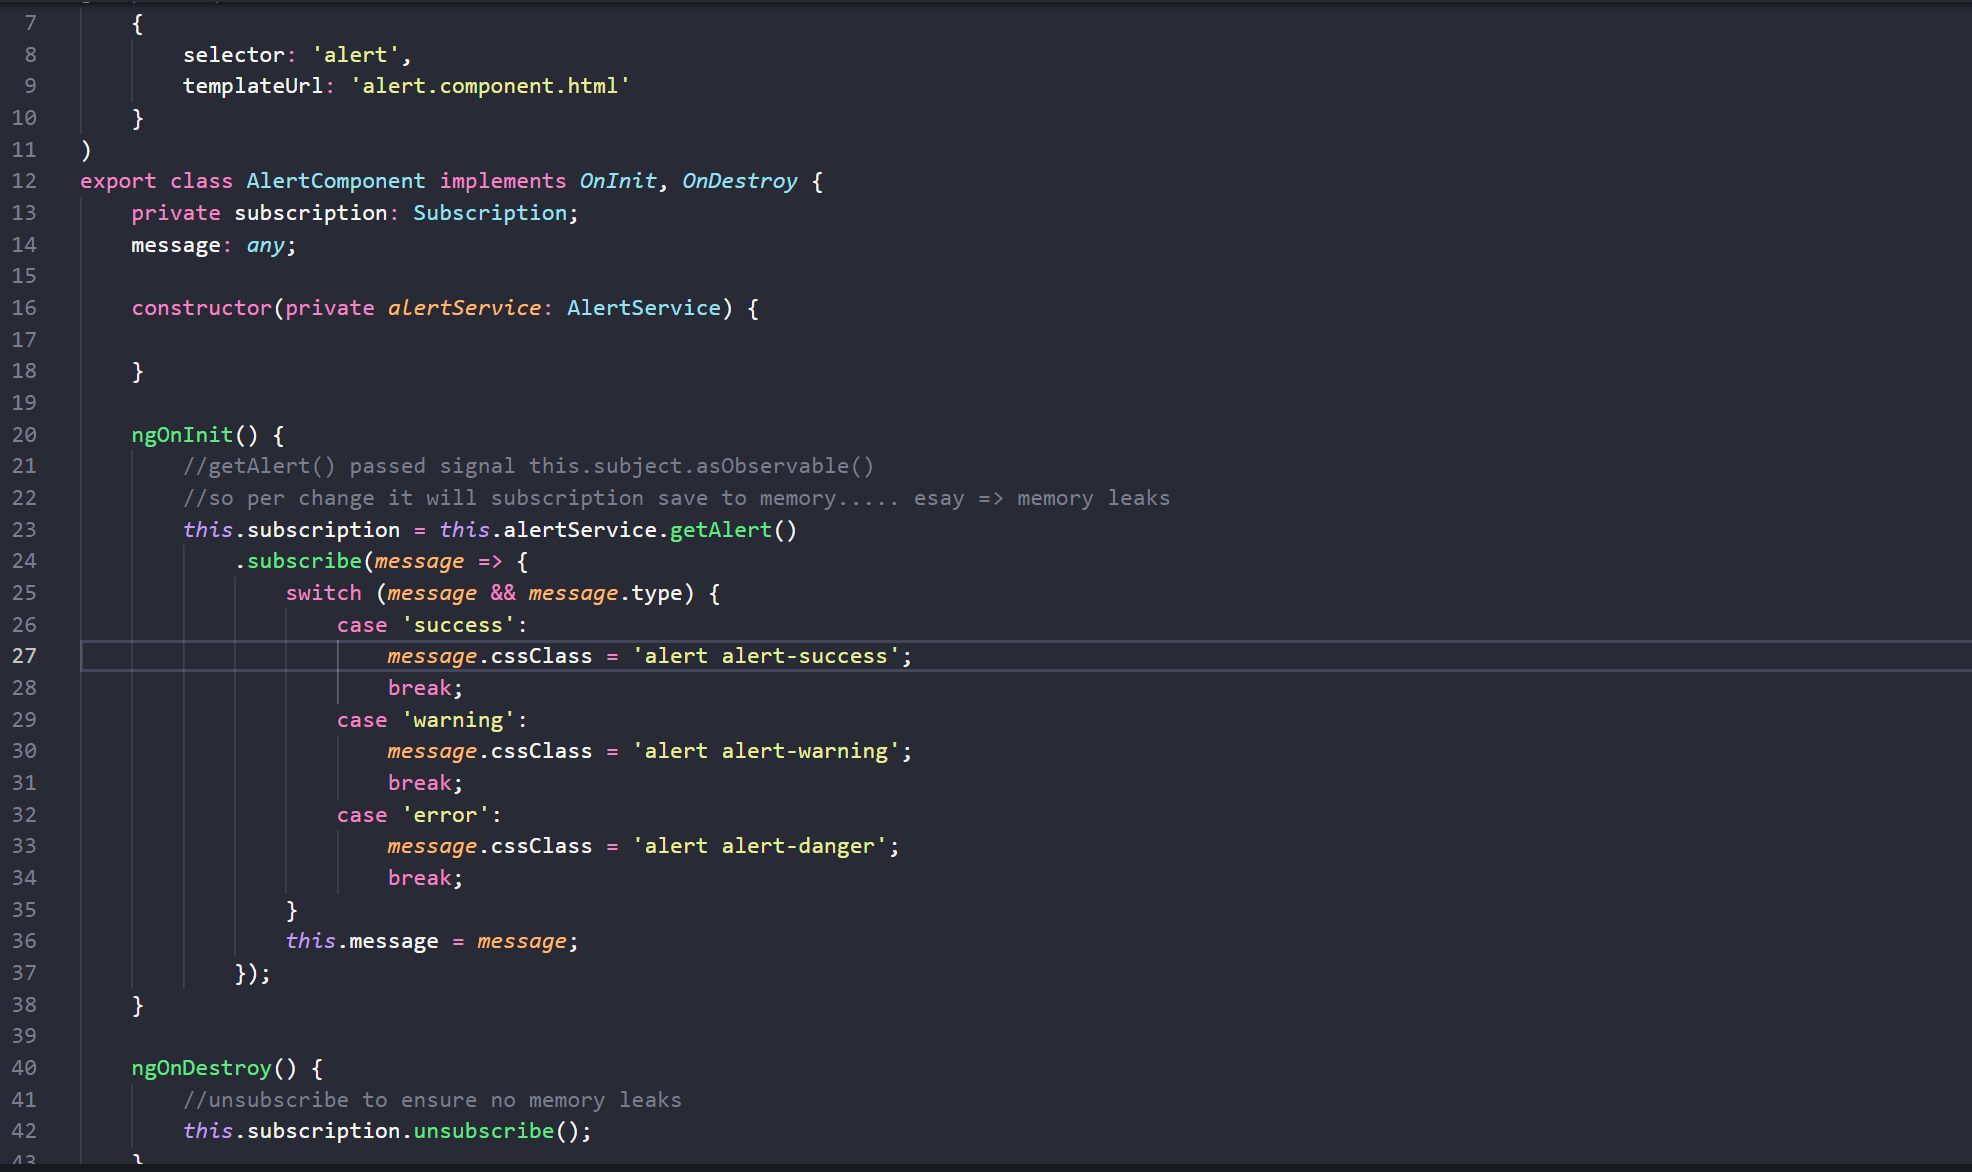 7 {
8 selector: 'alert',
9 templateUrl: 'alert.component.html'
10 }
11 )
12 export class AlertComponent implements OnInit, OnDestroy {
13 private subscription: Subscription;
14 message: any;
15
16 constructor(private alertService: AlertService) {
17
18 }
19
20 ngOnInit() {
21 //getAlert() passed signal this.subject.asObservable()
22 //so per change it will subscription save to memory..... esay => memory leaks
23 this.subscription = this.alertService.getAlert()
24 .subscribe(message => {
25 switch (message && message.type) {
26 case 'success':
27 message.cssClass = 'alert alert-success';
28 break;
29 case 'warning':
30 message.cssClass = 'alert alert-warning';
31 break;
32 case 'error':
33 message.cssClass = 'alert alert-danger';
34 break;
35 }
36 this.message = message;
37 });
38 }
39
40 ngOnDestroy() {
41 //unsubscribe to ensure no memory leaks
42 this.subscription.unsubscribe();
43 }